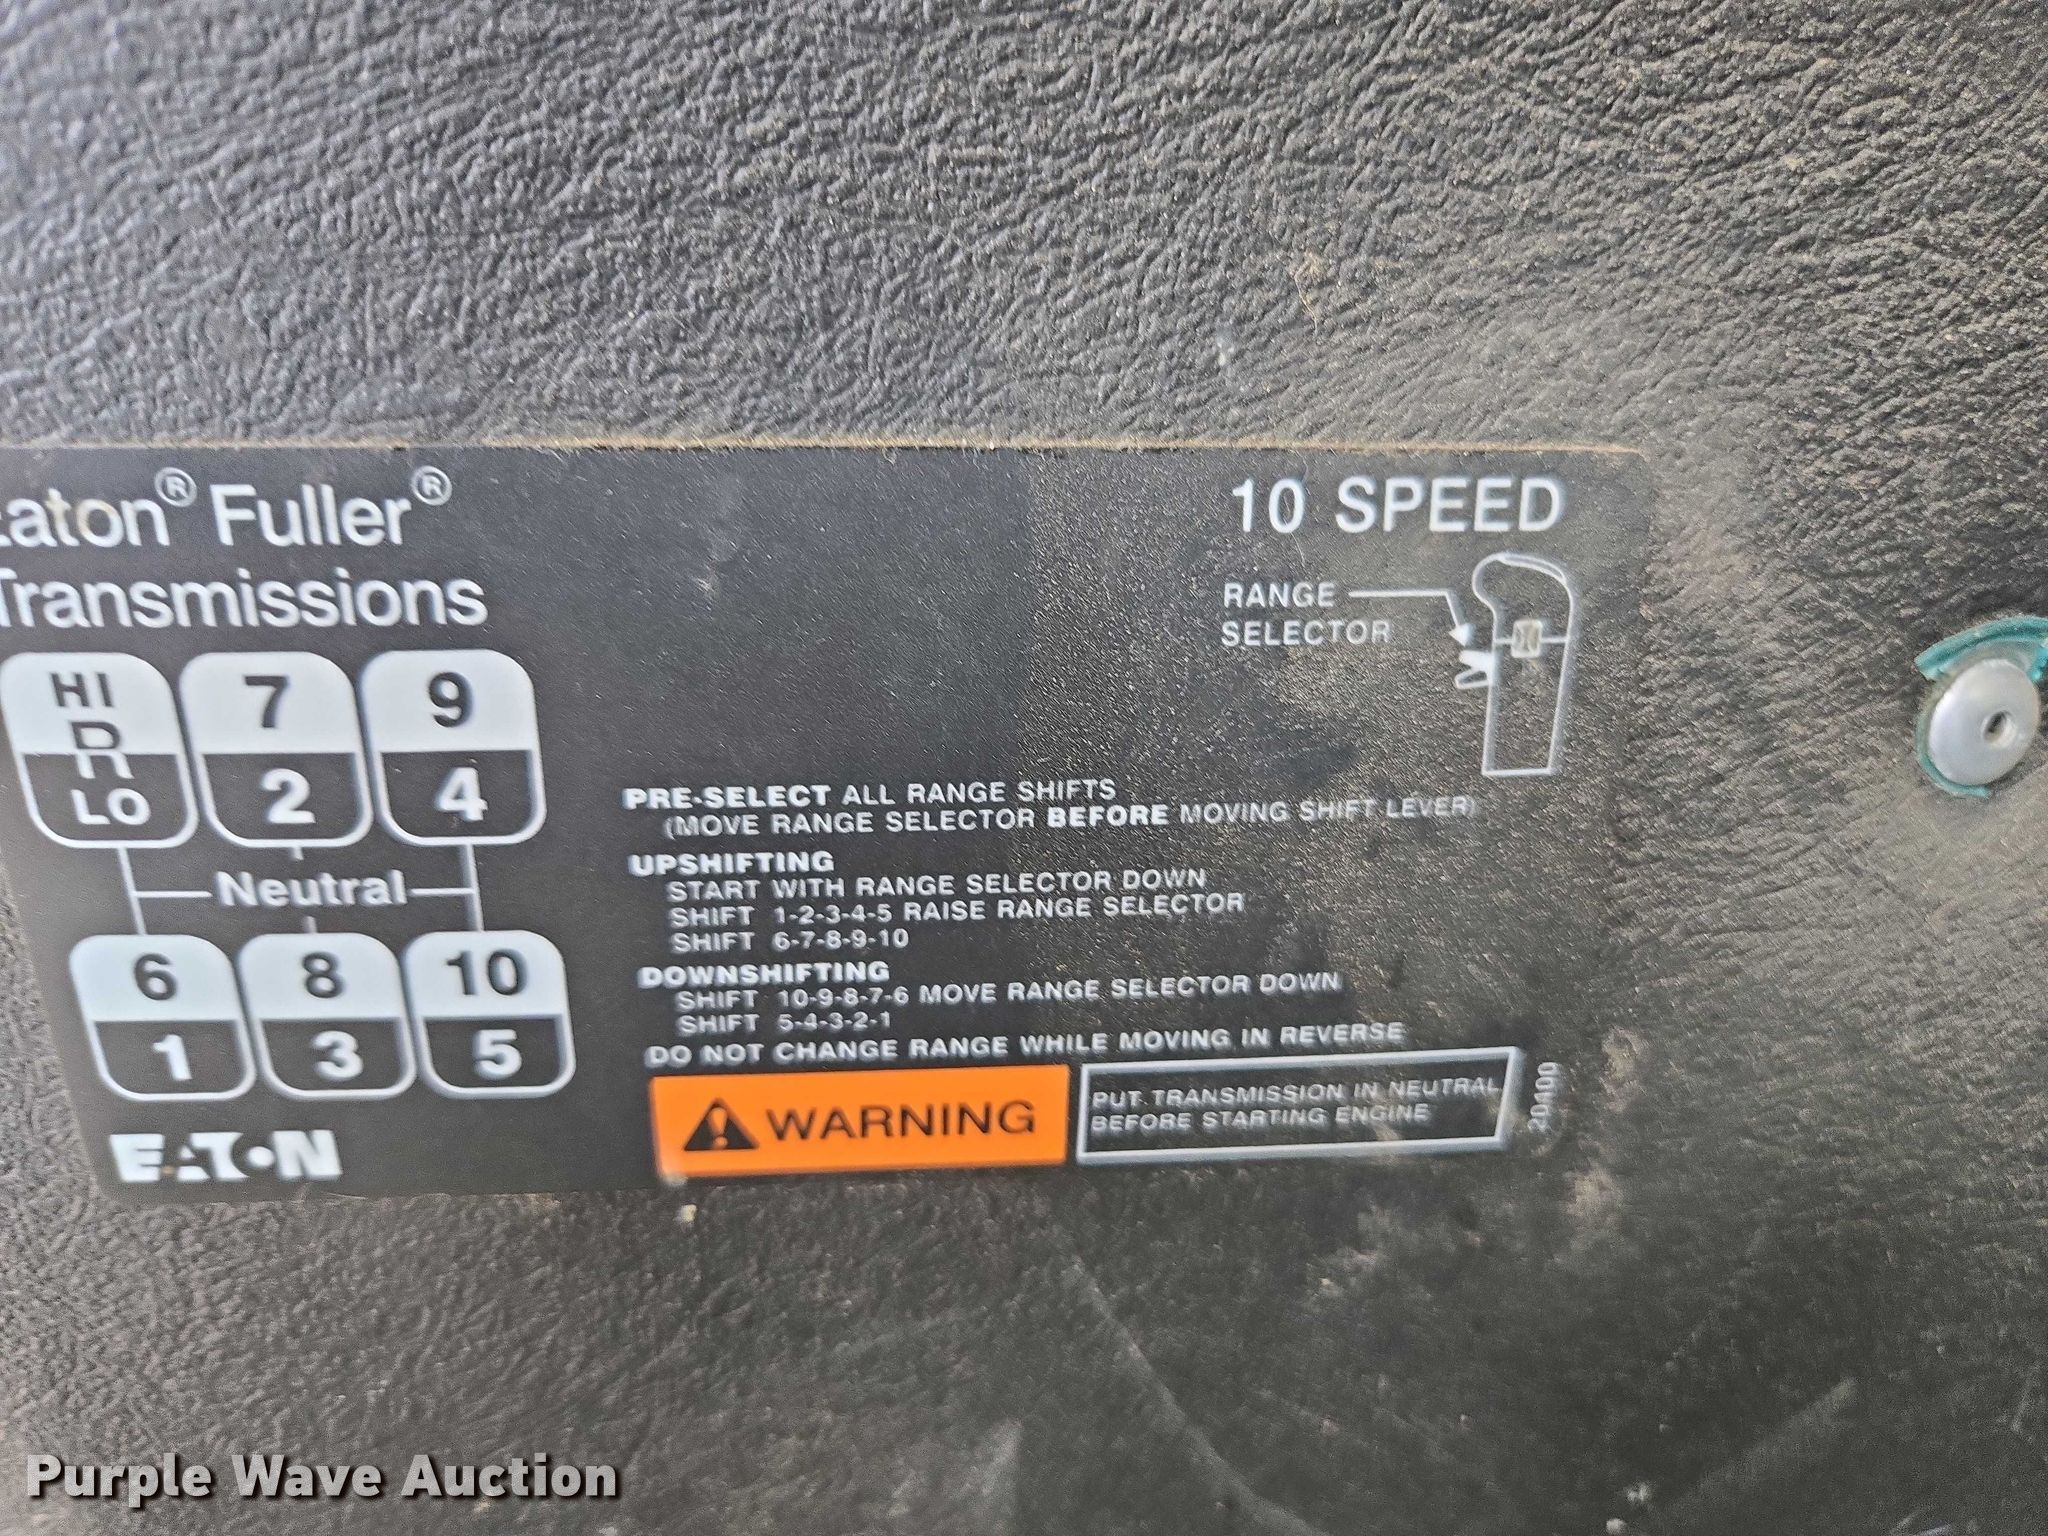 Eaton® Fuller®
Transmissions
10 SPEED
RANGE
SELECTOR
HI
R
LO
7
2
9
4
Neutral
6
1
8
3
10
5
EATON
PRE-SELECT ALL RANGE SHIFTS
(MOVE RANGE SELECTOR BEFORE MOVING SHIFT LEVER)
UPSHIFTING
START WITH RANGE SELECTOR DOWN
SHIFT 1-2-3-4-5 RAISE RANGE SELECTOR
SHIFT 6-7-8-9-10
DOWNSHIFTING
SHIFT 10-9-8-7-6 MOVE RANGE SELECTOR DOWN
SHIFT 5-4-3-2-1
DO NOT CHANGE RANGE WHILE MOVING IN REVERSE
WARNING
PUT TRANSMISSION IN NEUTRAL
BEFORE STARTING ENGINE
20400
Purple Wave Auction